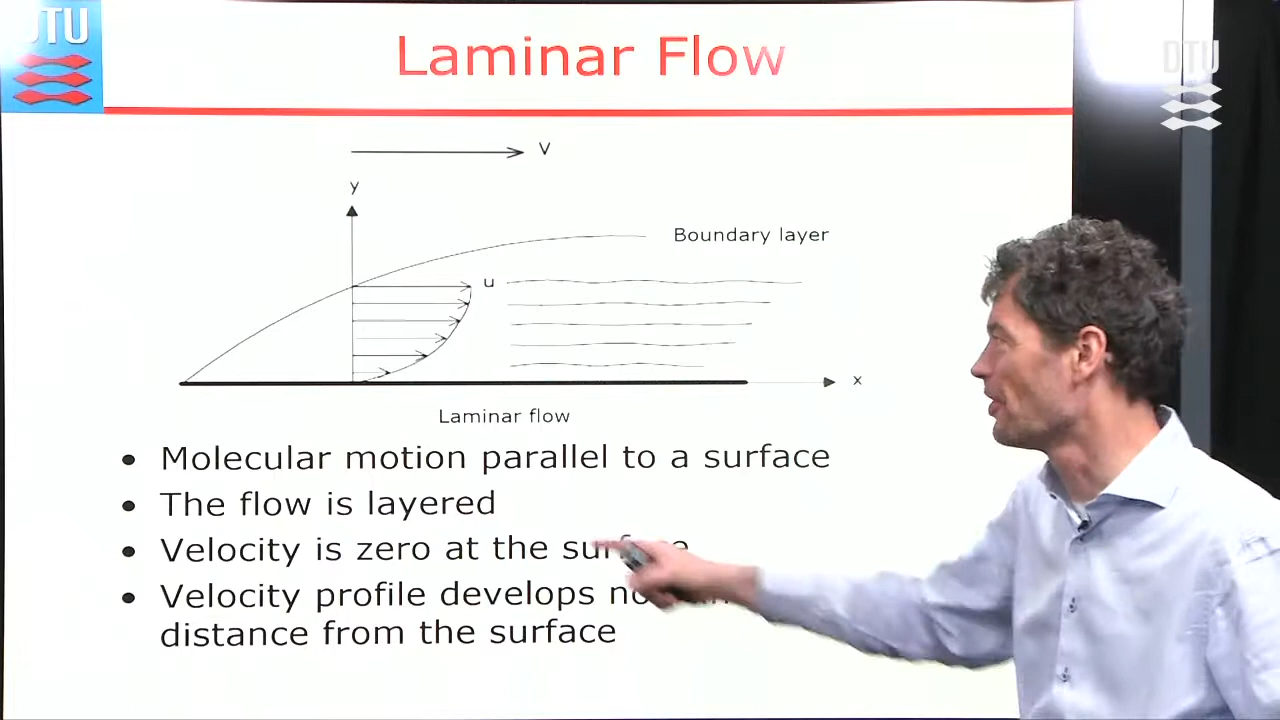 DTU
Laminar Flow
DTU
V
y
Boundary layer
u
x
Laminar flow
• Molecular motion parallel to a surface
• The flow is layered
• Velocity is zero at the
• Velocity profile develops
distance from the surface